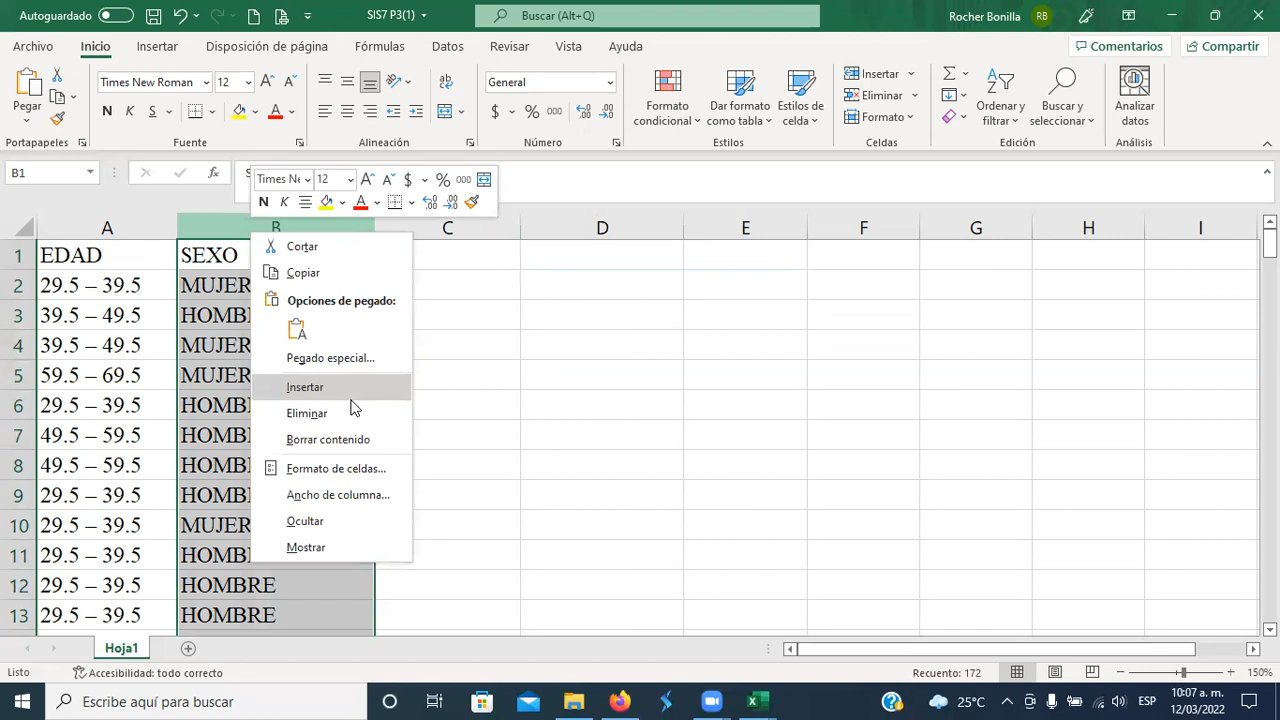 Autoguardado
SIS7 P3(1)
Buscar (Alt+Q)
Rocher Bonilla
RB
Archivo Inicio Insertar Disposición de página Fórmulas Datos Revisar Vista Ayuda
Comentarios
Compartir
Pegar
Portapapeles
Times New Roman
12
N K S
Fuente
Alineación
General
$ % 000
Número
Formato condicional
Dar formato como tabla
Estilos de celda
Estilos
Insertar
Eliminar
Formato
Celdas
Ordenar y filtrar
Buscar y seleccionar
Edición
Analizar datos
Análisis
B1
fx
Times Ne
12
$ % 000
N K
A B C D E F G H I
1 EDAD SEXO
2 29.5 – 39.5 MUJER
3 39.5 – 49.5 HOMB
4 39.5 – 49.5 MUJER
5 59.5 – 69.5 MUJER
6 29.5 – 39.5 HOMB
7 49.5 – 59.5 HOMB
8 49.5 – 59.5 HOMB
9 29.5 – 39.5 HOMB
10 29.5 – 39.5 MUJER
11 29.5 – 39.5 HOMB
12 29.5 – 39.5 HOMBRE
13 29.5 – 39.5 HOMBRE
Cortar
Copiar
Opciones de pegado:
Pegado especial...
Insertar
Eliminar
Borrar contenido
Formato de celdas...
Ancho de columna...
Ocultar
Mostrar
Hoja1
Listo
Accesibilidad: todo correcto
Recuento: 172
150%
Escribe aquí para buscar
25°C
ESP
10:07 a. m.
12/03/2022